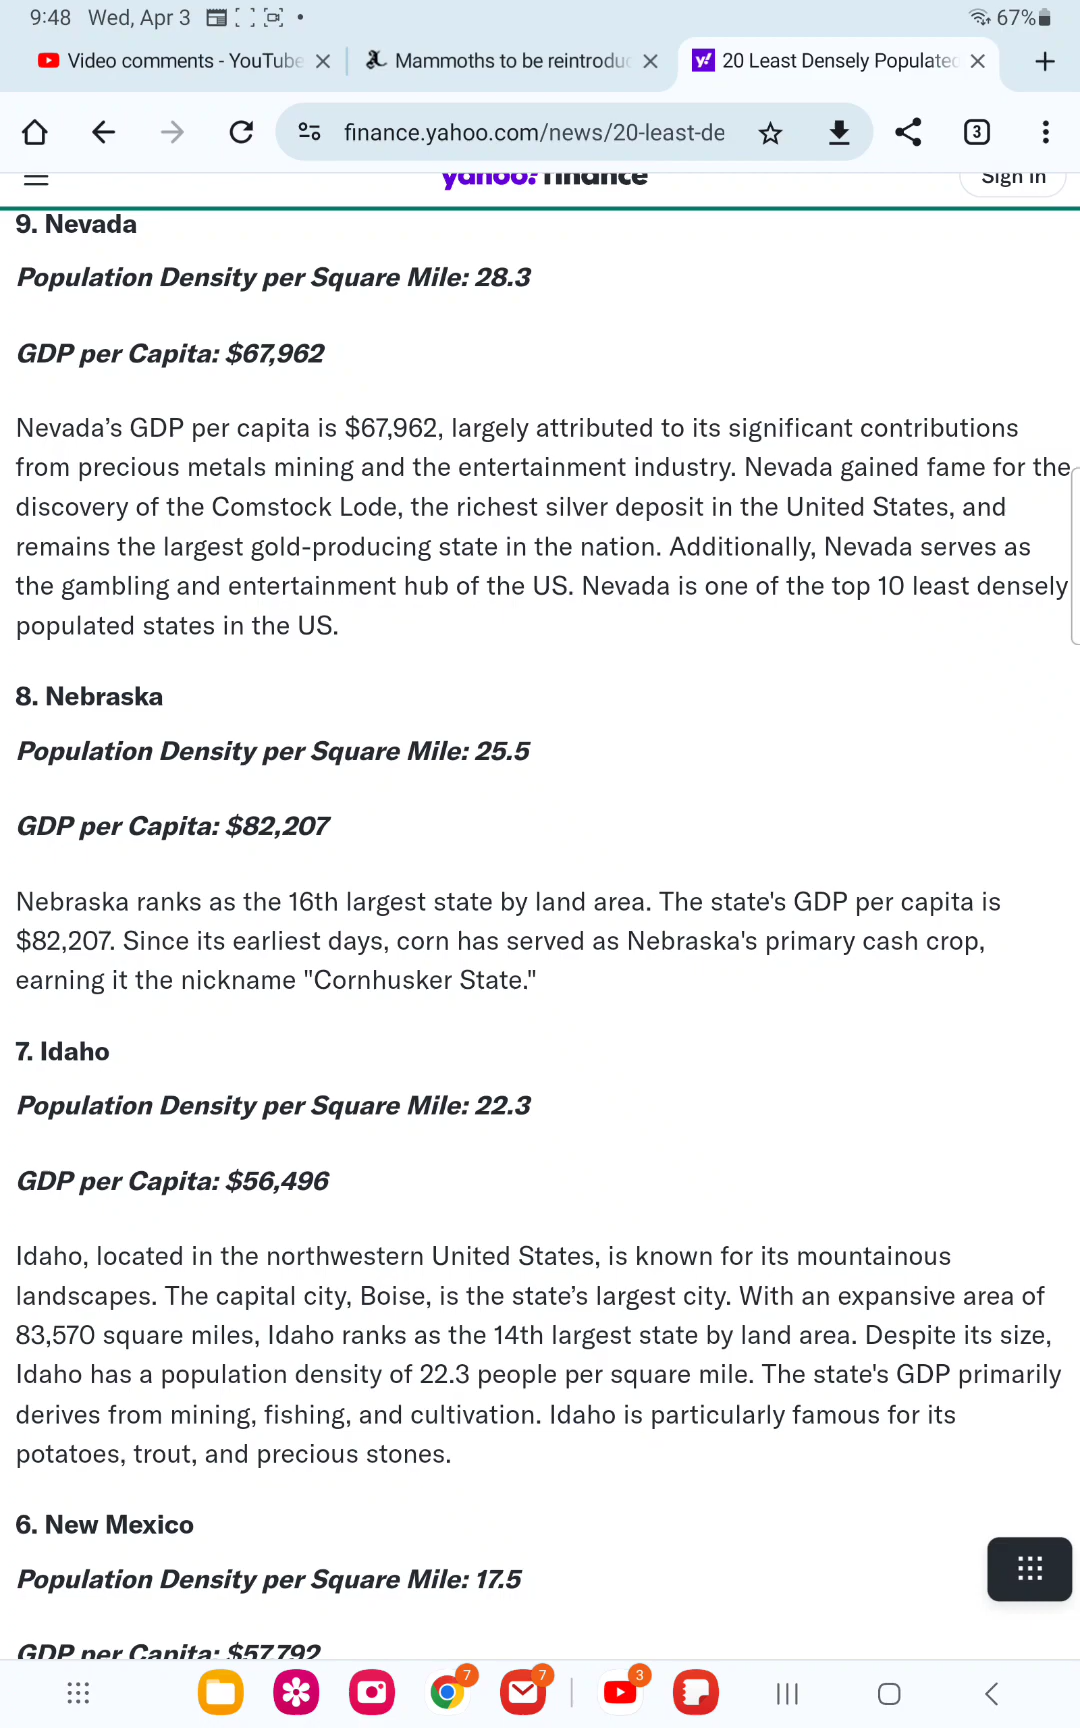 9:48 Wed, Apr 3
67%
Video comments - YouTube
Mammoths to be reintroduc
20 Least Densely Populated
finance.yahoo.com/news/20-least-de
3
yahoo! finance
Sign in
9. Nevada
Population Density per Square Mile: 28.3
GDP per Capita: $67,962
Nevada’s GDP per capita is $67,962, largely attributed to its significant contributions
from precious metals mining and the entertainment industry. Nevada gained fame for the
discovery of the Comstock Lode, the richest silver deposit in the United States, and
remains the largest gold-producing state in the nation. Additionally, Nevada serves as
the gambling and entertainment hub of the US. Nevada is one of the top 10 least densely
populated states in the US.
8. Nebraska
Population Density per Square Mile: 25.5
GDP per Capita: $82,207
Nebraska ranks as the 16th largest state by land area. The state's GDP per capita is
$82,207. Since its earliest days, corn has served as Nebraska's primary cash crop,
earning it the nickname "Cornhusker State."
7. Idaho
Population Density per Square Mile: 22.3
GDP per Capita: $56,496
Idaho, located in the northwestern United States, is known for its mountainous
landscapes. The capital city, Boise, is the state’s largest city. With an expansive area of
83,570 square miles, Idaho ranks as the 14th largest state by land area. Despite its size,
Idaho has a population density of 22.3 people per square mile. The state's GDP primarily
derives from mining, fishing, and cultivation. Idaho is particularly famous for its
potatoes, trout, and precious stones.
6. New Mexico
Population Density per Square Mile: 17.5
GDP per Capita: $57,792
7
7
3